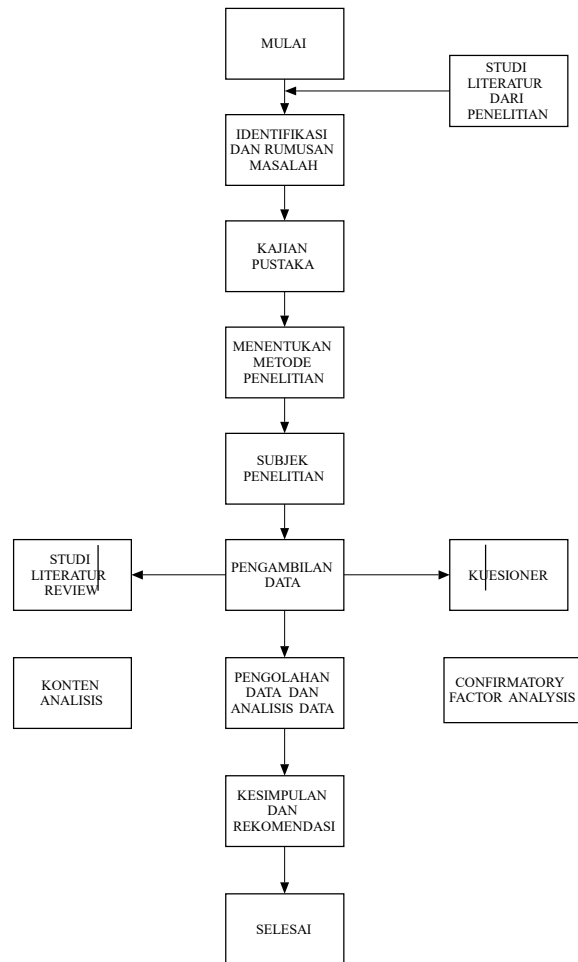 MULAI
STUDI
LITERATUR
DARI
PENELITIAN
IDENTIFIKASI
DAN RUMUSAN
MASALAH
KAJIAN
PUSTAKA
MENENTUKAN
METODE
PENELITIAN
SUBJEK
PENELITIAN
STUDI
LITERATUR
REVIEW
PENGAMBILAN
DATA
KUESIONER
KONTEN
ANALISIS
PENGOLAHAN
DATA DAN
ANALISIS DATA
CONFIRMATORY
FACTOR ANALYSIS
KESIMPULAN
DAN
REKOMENDASI
SELESAI